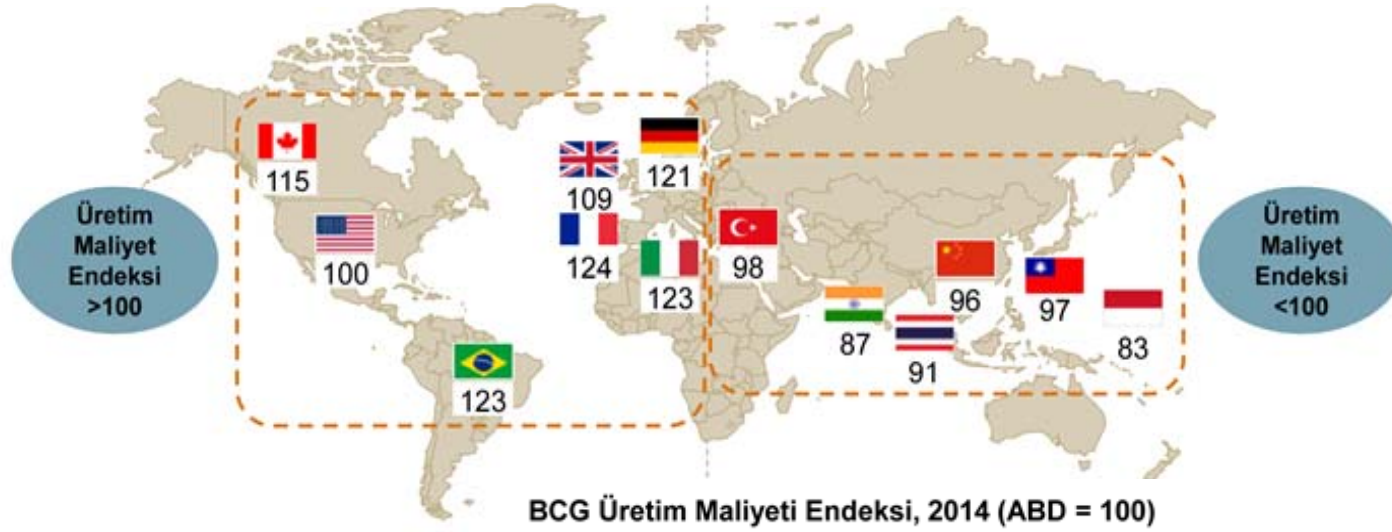 Üretim
Maliyet
Endeksi
>100
115
100
123
109
121
124
123
98
87
91
96
97
83
Üretim
Maliyet
Endeksi
<100
BCG Üretim Maliyeti Endeksi, 2014 (ABD = 100)